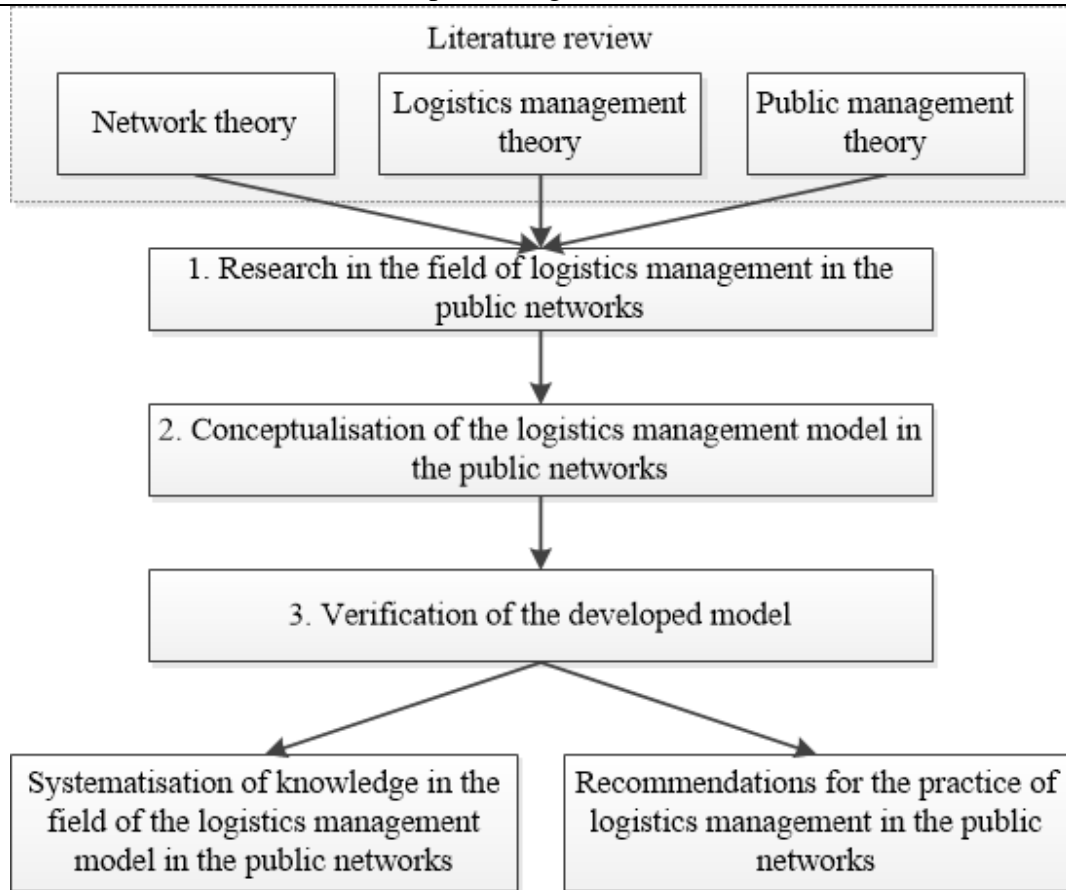 Literature review
Network theory
Logistics management
theory
Public management
theory
1. Research in the field of logistics management in the
public networks
2. Conceptualisation of the logistics management model in
the public networks
3. Verification of the developed model
Systematisation of knowledge in the
field of the logistics management
model in the public networks
Recommendations for the practice of
logistics management in the public
networks